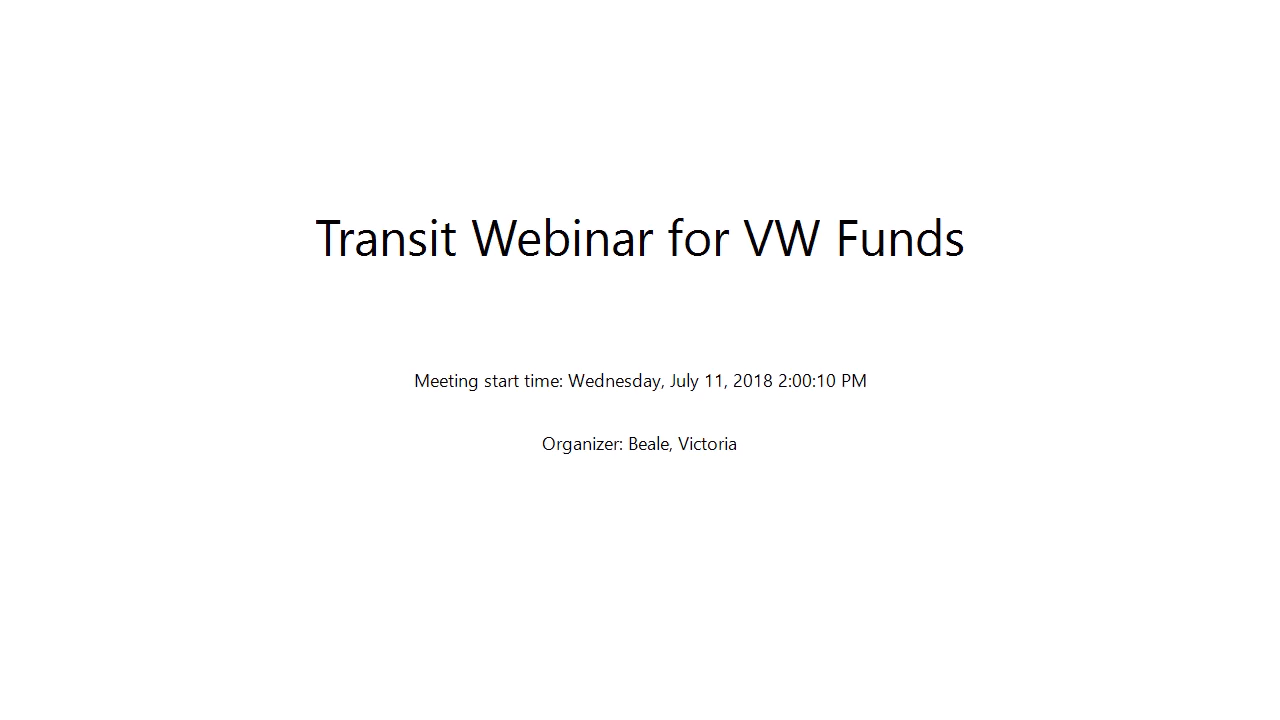 Transit Webinar for VW Funds
Meeting start time: Wednesday, July 11, 2018 2:00:10 PM
Organizer: Beale, Victoria